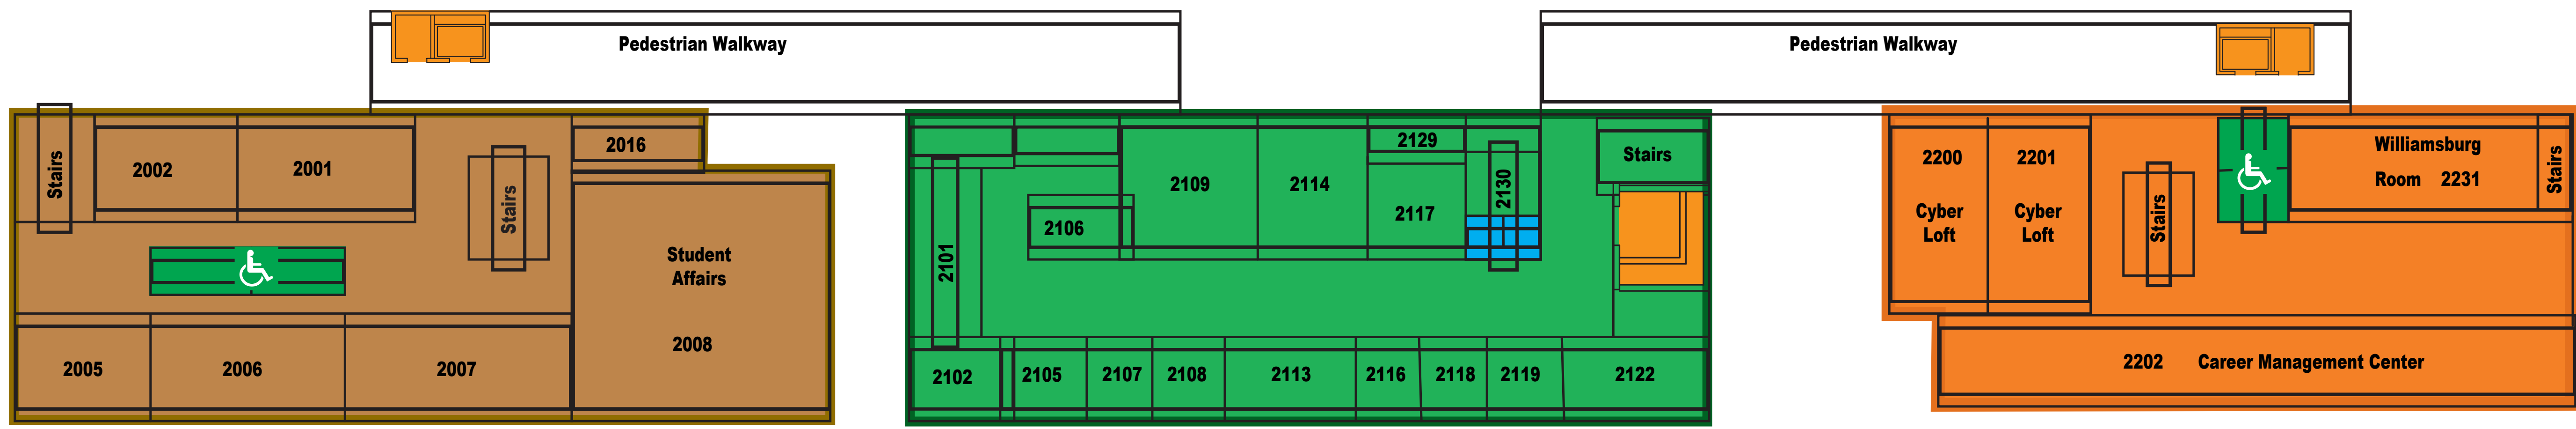 Pedestrian Walkway
Pedestrian Walkway
Stairs
2002
2001
Stairs
2016
Student
Affairs
2008
2005
2006
2007
2101
2106
2109
2114
2129
2117
2130
Stairs
2102
2105
2107
2108
2113
2116
2118
2119
2122
2200
Cyber
Loft
2201
Cyber
Loft
Stairs
Williamsburg
Room 2231
Stairs
2202 Career Management Center